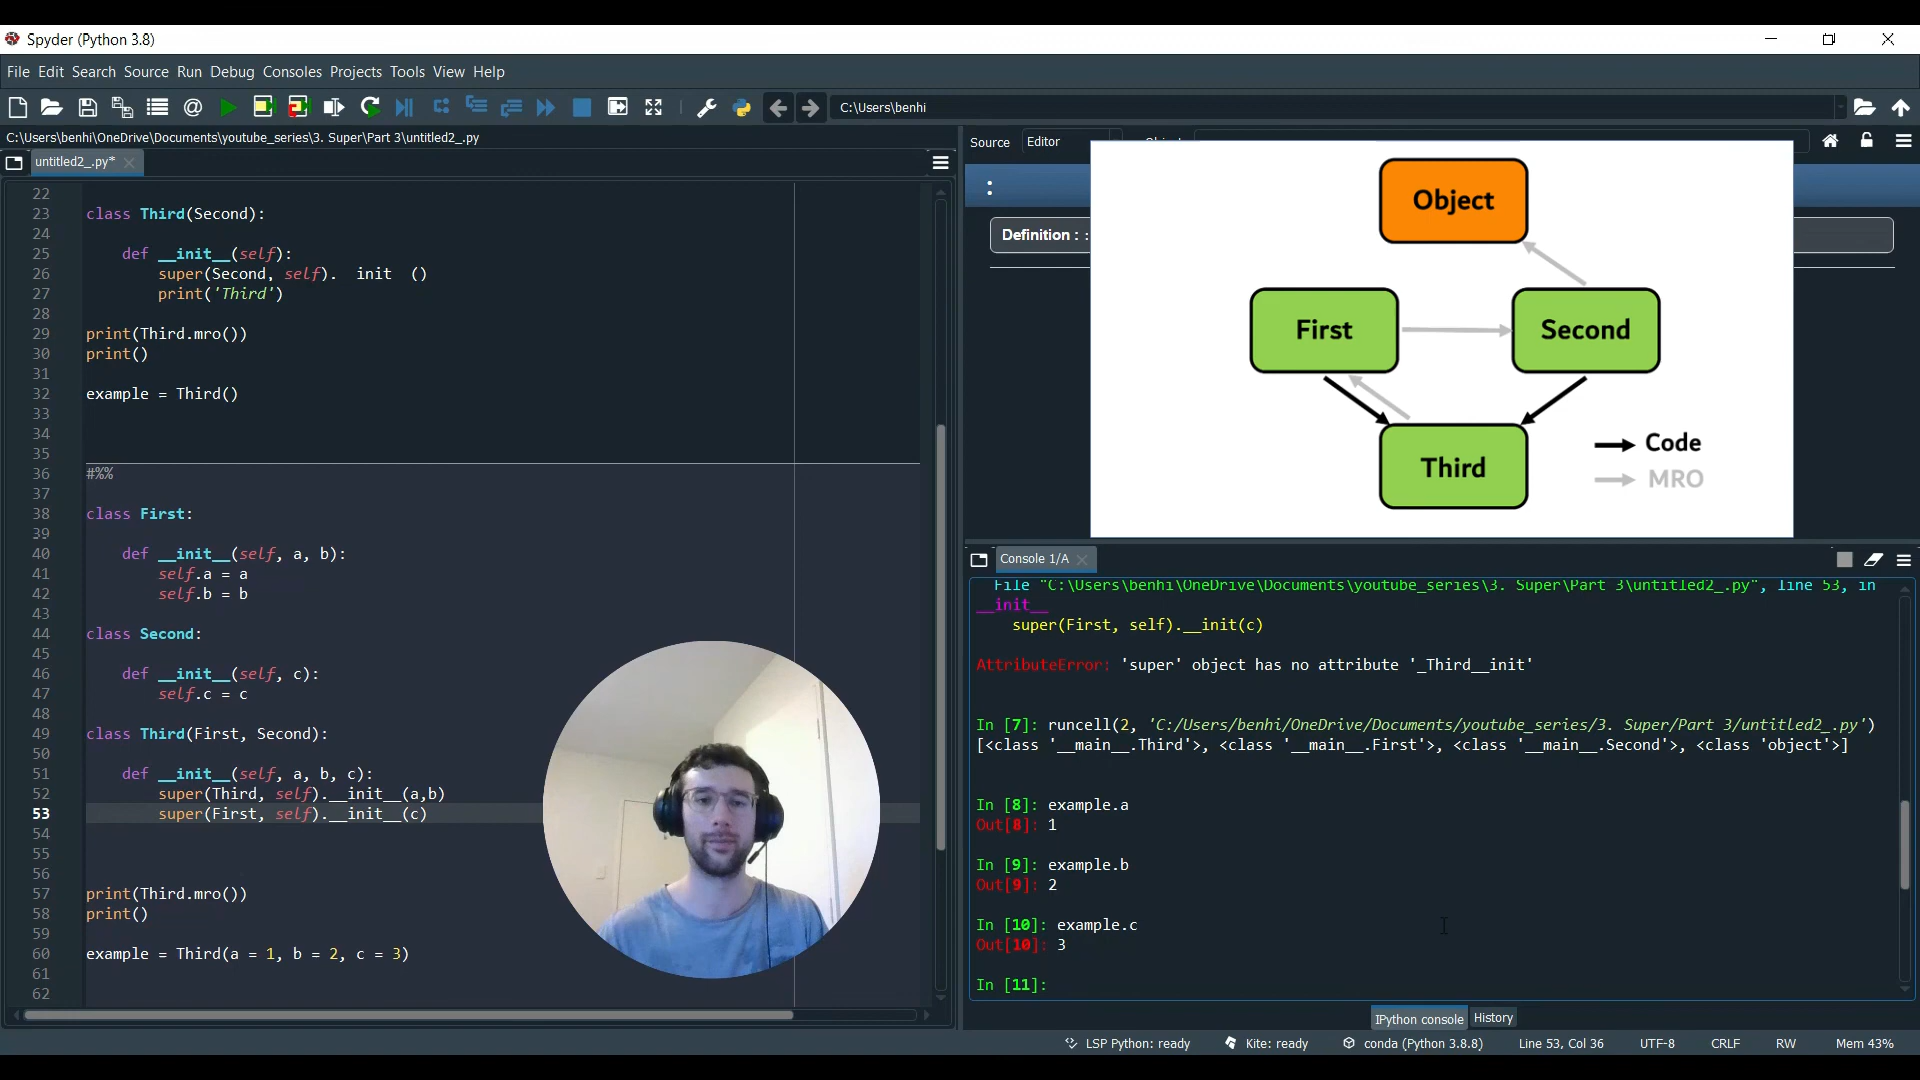 Spyder (Python 3.8)
File Edit Search Source Run Debug Consoles Projects Tools View Help
C:\Users\benhi
C:\Users\benhi\OneDrive\Documents\youtube_series\3. Super\Part 3\untitled2_.py
untitled2_.py*
22
23 class Third(Second):
24
25 def __init__(self):
26 super(Second, self). init ()
27 print('Third')
28
29 print(Third.mro())
30 print()
31
32 example = Third()
33
34
35
36 #%%
37
38 class First:
39
40 def __init__(self, a, b):
41 self.a = a
42 self.b = b
43
44 class Second:
45
46 def __init__(self, c):
47 self.c = c
48
49 class Third(First, Second):
50
51 def __init__(self, a, b, c):
52 super(Third, self).__init__(a,b)
53 super(First, self).__init__(c)
54
55
56
57 print(Third.mro())
58 print()
59
60 example = Third(a = 1, b = 2, c = 3)
61
62
Source Editor
:
Definition : :
Object
First
Second
Third
Code
MRO
Console 1/A
File "C:\Users\benhi\OneDrive\Documents\youtube_series\3. Super\Part 3\untitled2_.py", line 53, in
__init__
super(First, self).__init(c)
AttributeError: 'super' object has no attribute '_Third__init'
In [7]: runcell(2, 'C:/Users/benhi/OneDrive/Documents/youtube_series/3. Super/Part 3/untitled2_.py')
[<class '__main__.Third'>, <class '__main__.First'>, <class '__main__.Second'>, <class 'object'>]
In [8]: example.a
Out[8]: 1
In [9]: example.b
Out[9]: 2
In [10]: example.c
Out[10]: 3
In [11]:
IPython console History
LSP Python: ready Kite: ready conda (Python 3.8.8) Line 53, Col 36 UTF-8 CRLF RW Mem 43%